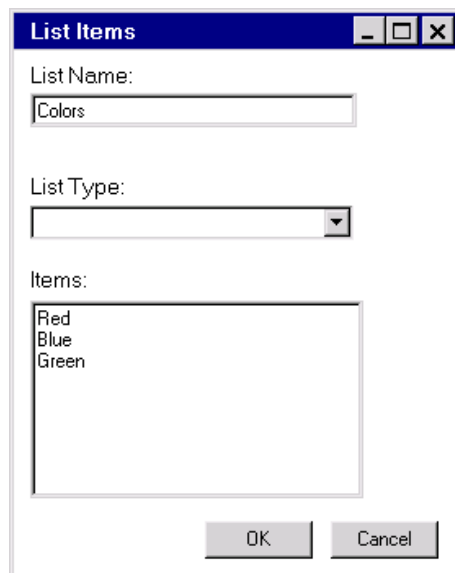 List Items
List Name:
Colors
List Type:
Items:
Red
Blue
Green
OK Cancel